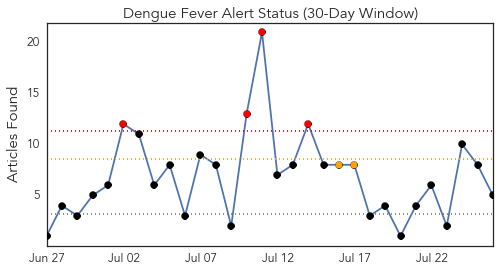 Dengue Fever Alert Status (30-Day Window)
Articles Found
20
15
10
5
Jun 27 Jul 02 Jul 07 Jul 12 Jul 17 Jul 22